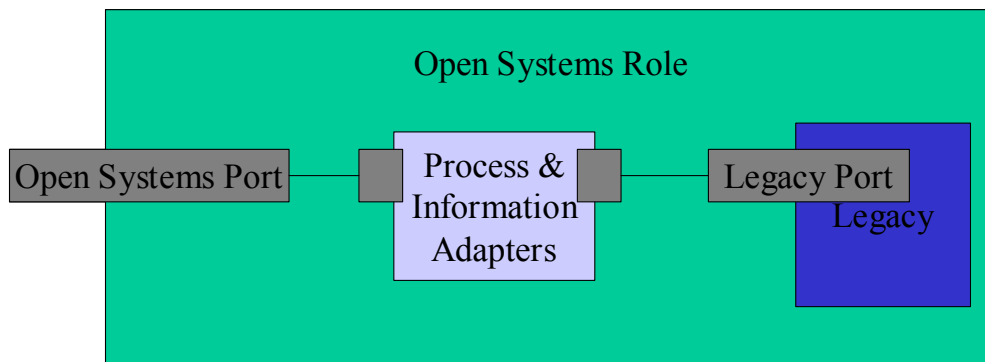 Open Systems Role
Open Systems Port
Process &
Information
Adapters
Legacy Port
Legacy